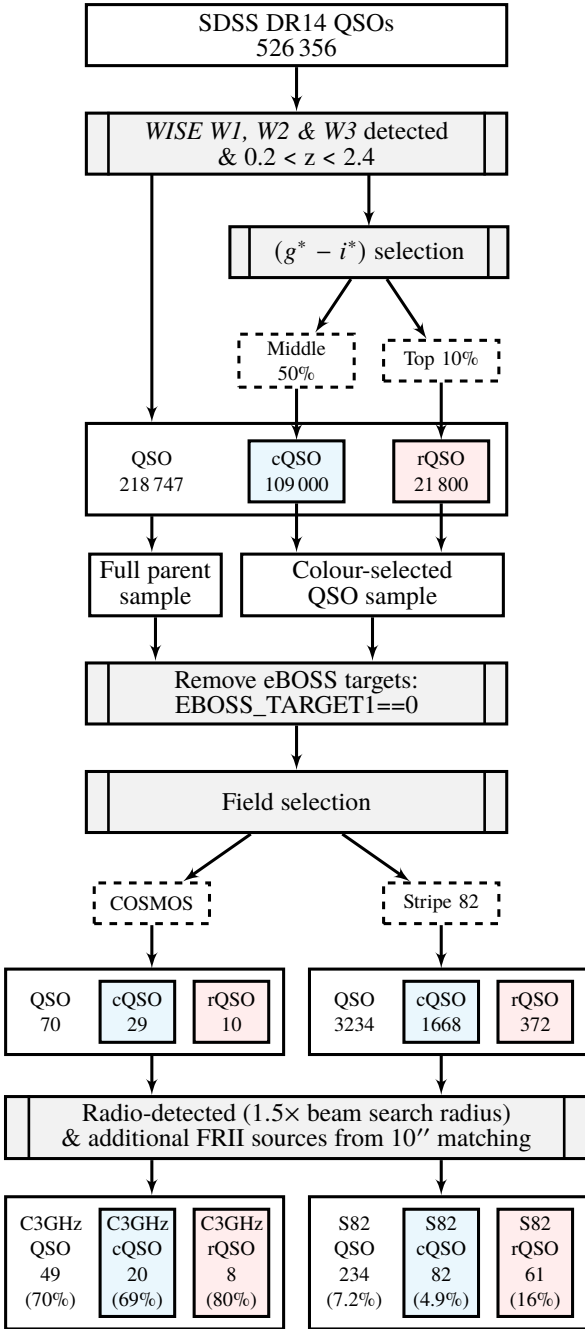 SDSS DR14 QSOs
526 356
WISE W1, W2 & W3 detected
& 0.2 < z < 2.4
(g* − i*) selection
Middle
50%
Top 10%
QSO
218 747
cQSO
109 000
rQSO
21 800
Full parent
sample
Colour-selected
QSO sample
Remove eBOSS targets:
EBOSS_TARGET1==0
Field selection
COSMOS
Stripe 82
QSO
70
cQSO
29
rQSO
10
QSO
3234
cQSO
1668
rQSO
372
Radio-detected (1.5× beam search radius)
& additional FRII sources from 10′′ matching
C3GHz
QSO
49
(70%)
C3GHz
cQSO
20
(69%)
C3GHz
rQSO
8
(80%)
S82
QSO
234
(7.2%)
S82
cQSO
82
(4.9%)
S82
rQSO
61
(16%)